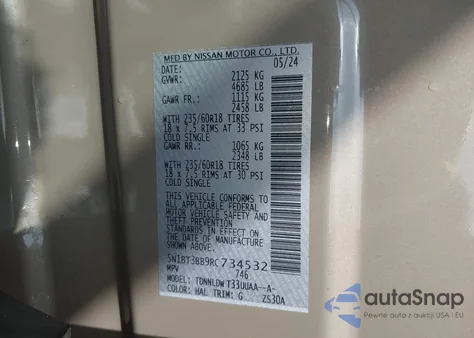 MFD BY NISSAN MOTOR CO., LTD.
DATE: 05/24
GVWR: 2125 KG
4685 LB
GAWR FR.: 1115 KG
2458 LB
WITH 235/60R18 TIRES
18 x 7.5 RIMS AT 33 PSI
COLD SINGLE
GAWR RR.: 1065 KG
2348 LB
WITH 235/60R18 TIRES
18 x 7.5 RIMS AT 30 PSI
COLD SINGLE
THIS VEHICLE CONFORMS TO
ALL APPLICABLE FEDERAL
MOTOR VEHICLE SAFETY AND
THEFT PREVENTION
STANDARDS IN EFFECT ON
THE DATE OF MANUFACTURE
SHOWN ABOVE.
5N1BT3BB9RC734532
MPV 746
MODEL: TDNNLDW T33UUAA--A-
COLOR: HAL TRIM: G ZS30A
autoSnap
Pewne auta z aukcji USA i EU